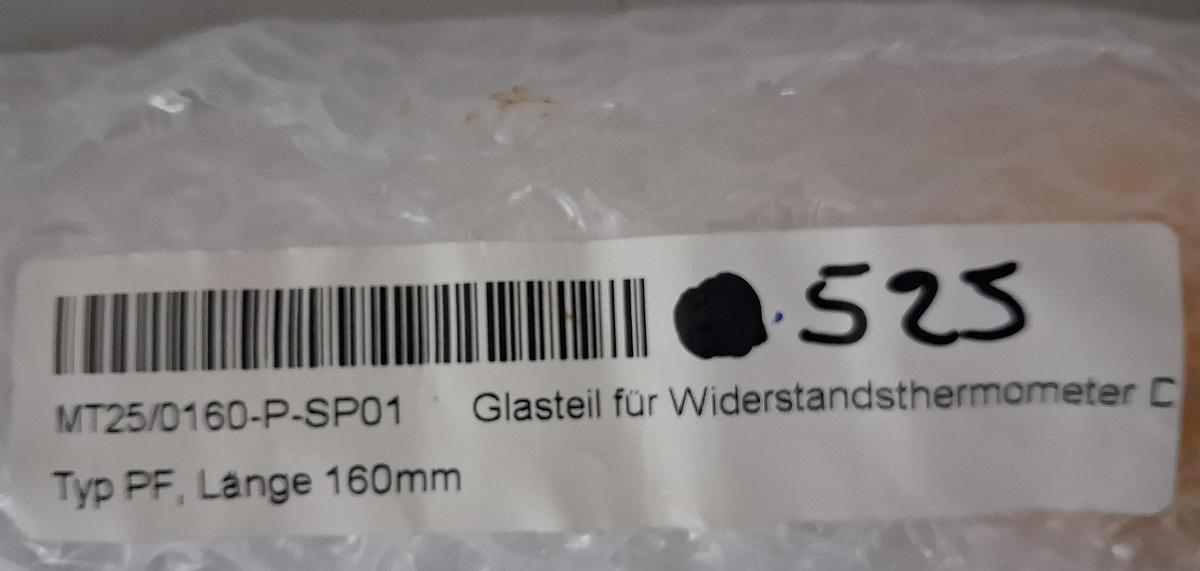 525
MT25/0160-P-SP01 Glasteil für Widerstandsthermometer
Typ PF, Länge 160mm